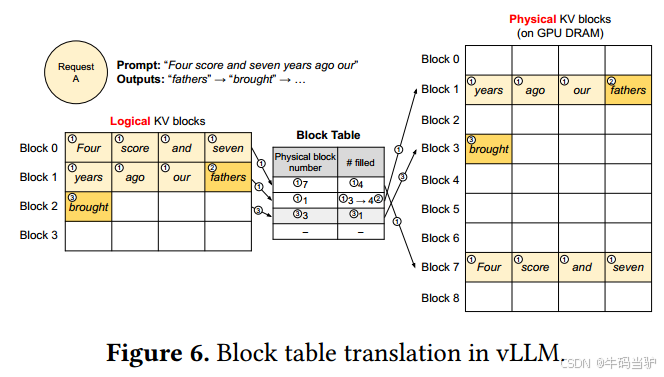 Physical KV blocks
(on GPU DRAM)
Request
A
Prompt: "Four score and seven years ago our"
Outputs: "fathers" → "brought" → …
Logical KV blocks
Block 0 ① Four ① score ① and ① seven
Block 1 ① years ① ago ① our ② fathers
Block 2 ③ brought
Block 3
Block Table
Physical block number # filled
①7 ①4
①1 ①3 → 4②
③3 ③1
– –
① ① ③
① ③
Block 0
Block 1 ① years ① ago ① our ② fathers
Block 2
Block 3 ③ brought
Block 4
Block 5
Block 6
Block 7 ① Four ① score ① and ① seven
Block 8
Figure 6. Block table translation in vLLM.
CSDN @牛码当驴